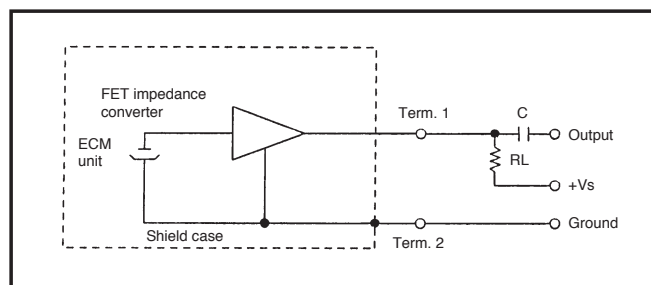 FET impedance
converter
ECM
unit
Shield case
Term. 1
Term. 2
C
RL
Output
+Vs
Ground